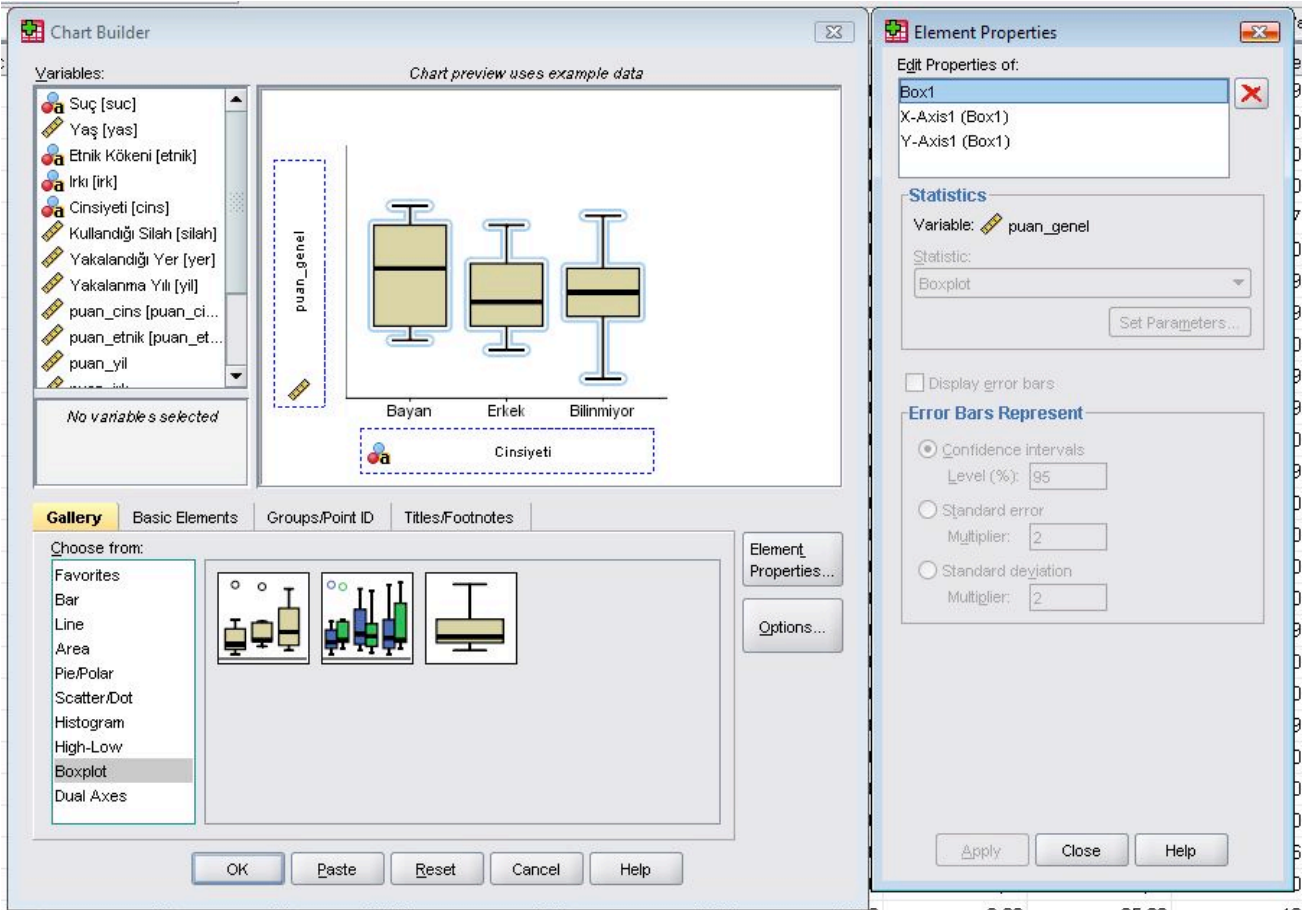 Chart Builder
Variables:
Chart preview uses example data
Suç [suc]
Yaş [yas]
Etnik Kökeni [etnik]
Irkı [irk]
Cinsiyeti [cins]
Kullandığı Silah [silah]
Yakalandığı Yer [yer]
Yakalanma Yılı [yil]
puan_cins [puan_ci...
puan_etnik [puan_et...
puan_yil
No variables selected
puan_genel
Bayan Erkek Bilinmiyor
Cinsiyeti
Gallery Basic Elements Groups/Point ID Titles/Footnotes
Choose from:
Favorites
Bar
Line
Area
Pie/Polar
Scatter/Dot
Histogram
High-Low
Boxplot
Dual Axes
Element
Properties...
Options...
OK Paste Reset Cancel Help
Element Properties
Edit Properties of:
Box1
X-Axis1 (Box1)
Y-Axis1 (Box1)
Statistics
Variable: puan_genel
Statistic:
Boxplot
Set Parameters...
Display error bars
Error Bars Represent
Confidence intervals
Level (%): 95
Standard error
Multiplier: 2
Standard deviation
Multiplier: 2
Apply Close Help